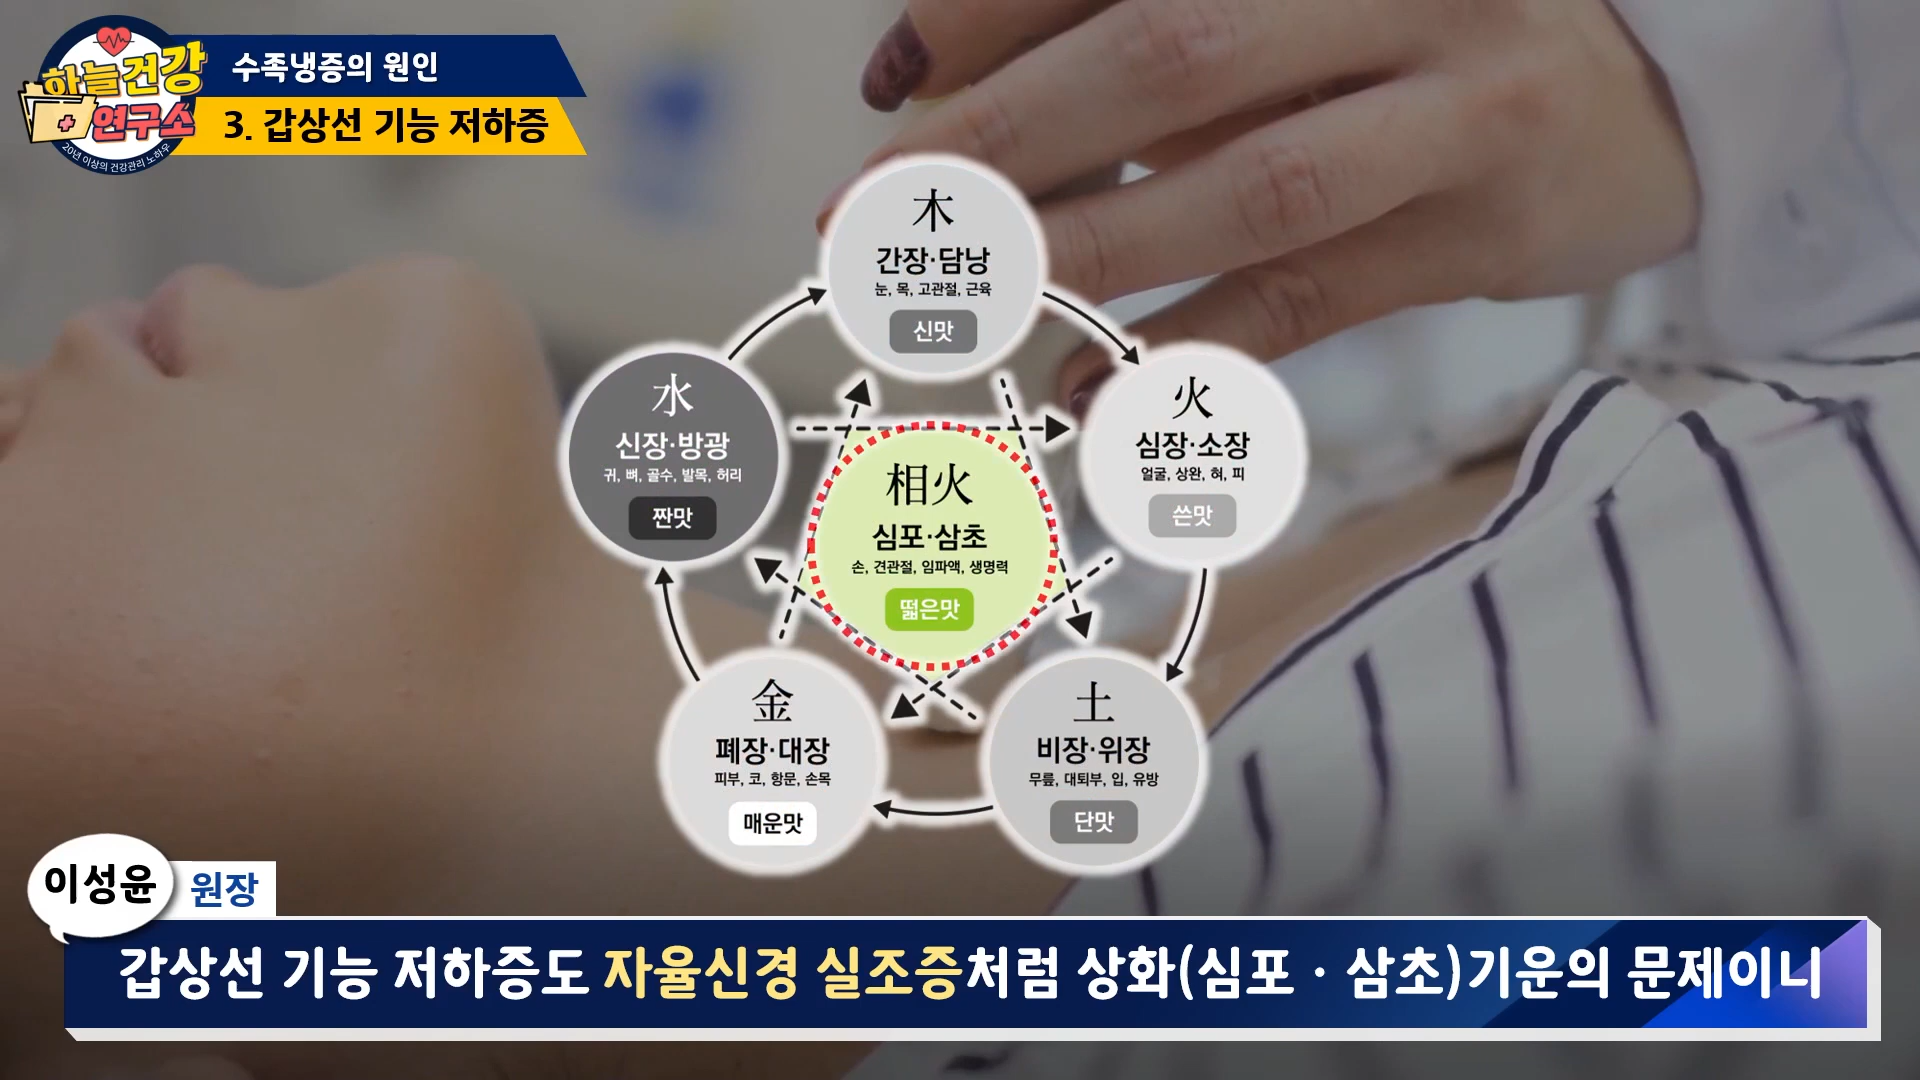 하늘건강
연구소
20년 이상의 건강관리 노하우
수족냉증의 원인
3. 갑상선 기능 저하증
木
간장·담낭
눈, 목, 고관절, 근육
신맛
水
신장·방광
귀, 뼈, 골수, 발목, 허리
짠맛
火
심장·소장
얼굴, 상완, 혀, 피
쓴맛
相火
심포·삼초
손, 견관절, 임파액, 생명력
떫은맛
金
폐장·대장
피부, 코, 항문, 손목
매운맛
土
비장·위장
무릎, 대퇴부, 입, 유방
단맛
이성윤 원장
갑상선 기능 저하증도 자율신경 실조증처럼 상화(심포 · 삼초)기운의 문제이니